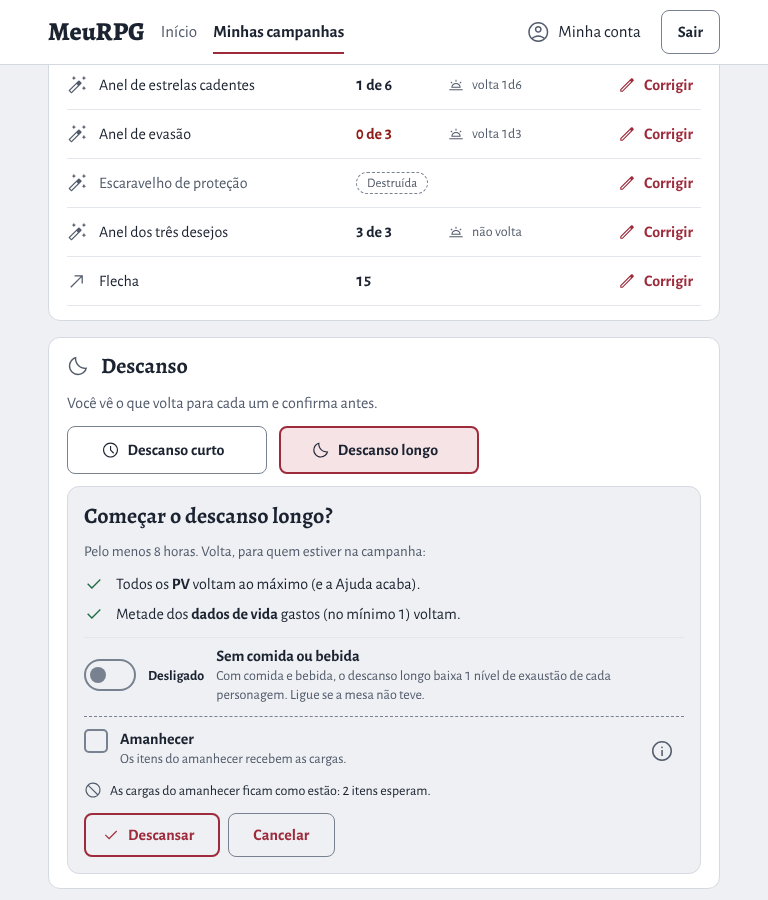 MeuRPG Início Minhas campanhas Minha conta Sair
Anel de estrelas cadentes 1 de 6 volta 1d6 Corrigir
Anel de evasão 0 de 3 volta 1d3 Corrigir
Escaravelho de proteção Destruída Corrigir
Anel dos três desejos 3 de 3 não volta Corrigir
Flecha 15 Corrigir
Descanso
Você vê o que volta para cada um e confirma antes.
Descanso curto Descanso longo
Começar o descanso longo?
Pelo menos 8 horas. Volta, para quem estiver na campanha:
Todos os PV voltam ao máximo (e a Ajuda acaba).
Metade dos dados de vida gastos (no mínimo 1) voltam.
Sem comida ou bebida
Desligado Com comida e bebida, o descanso longo baixa 1 nível de exaustão de cada
personagem. Ligue se a mesa não teve.
Amanhecer
Os itens do amanhecer recebem as cargas.
As cargas do amanhecer ficam como estão: 2 itens esperam.
Descansar Cancelar